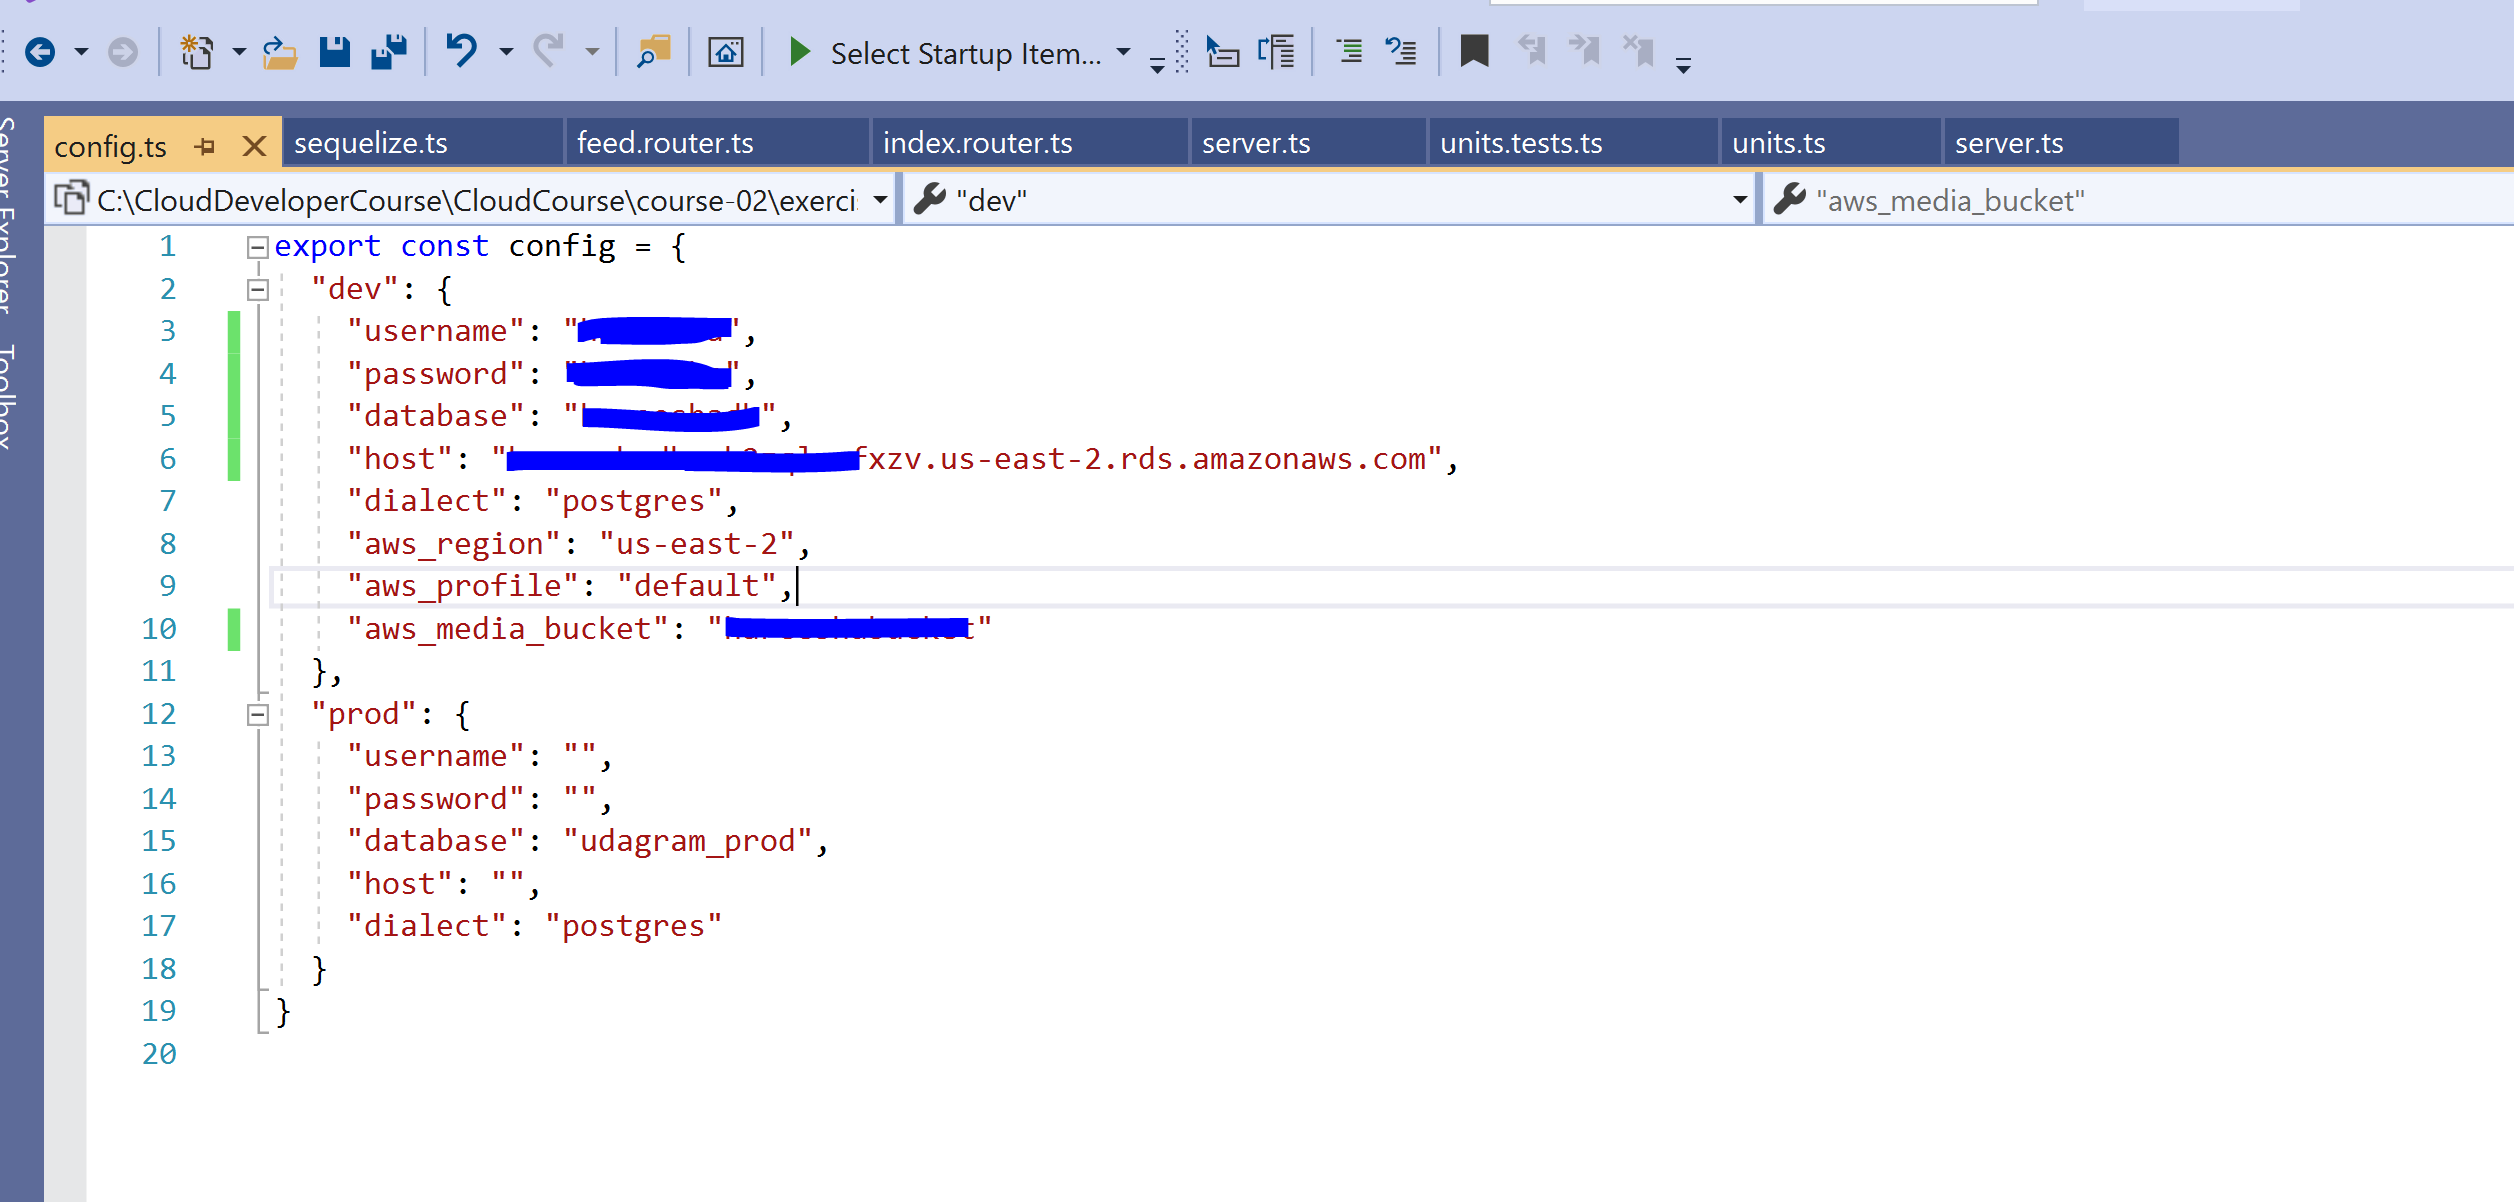 Select Startup Item...
Server Explorer
Toolbox
config.ts
sequelize.ts
feed.router.ts
index.router.ts
server.ts
units.tests.ts
units.ts
server.ts
C:\CloudDeveloperCourse\CloudCourse\course-02\exerci
"dev"
"aws_media_bucket"
1 export const config = {
2 "dev": {
3 "username": "",
4 "password": "",
5 "database": "",
6 "host": "fxzv.us-east-2.rds.amazonaws.com",
7 "dialect": "postgres",
8 "aws_region": "us-east-2",
9 "aws_profile": "default",
10 "aws_media_bucket": ""
11 },
12 "prod": {
13 "username": "",
14 "password": "",
15 "database": "udagram_prod",
16 "host": "",
17 "dialect": "postgres"
18 }
19 }
20